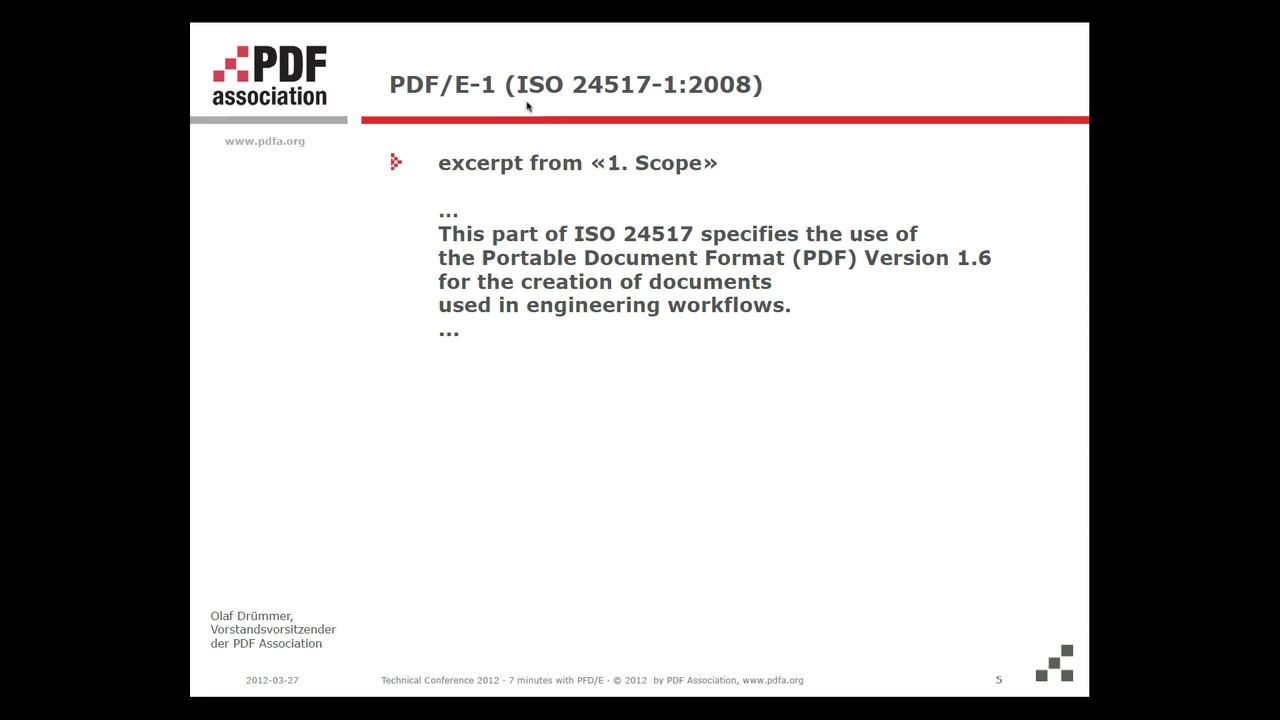 PDF
association
PDF/E-1 (ISO 24517-1:2008)
www.pdfa.org
excerpt from «1. Scope»
...
This part of ISO 24517 specifies the use of
the Portable Document Format (PDF) Version 1.6
for the creation of documents
used in engineering workflows.
...
Olaf Drümmer,
Vorstandsvorsitzender
der PDF Association
2012-03-27
Technical Conference 2012 · 7 minutes with PFD/E · © 2012 by PDF Association, www.pdfa.org
5